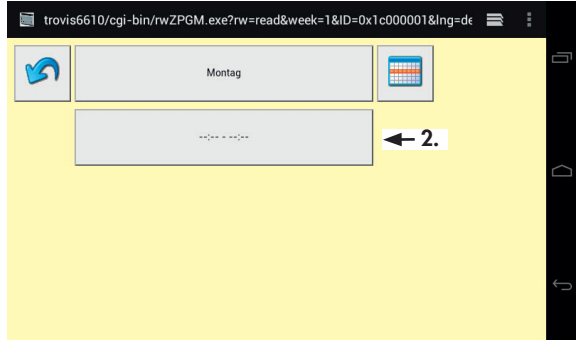 trovis6610/cgi-bin/rwZPGM.exe?rw=read&week=1&ID=0x1c000001&lng=de
Montag
--:-- - --:--
2.